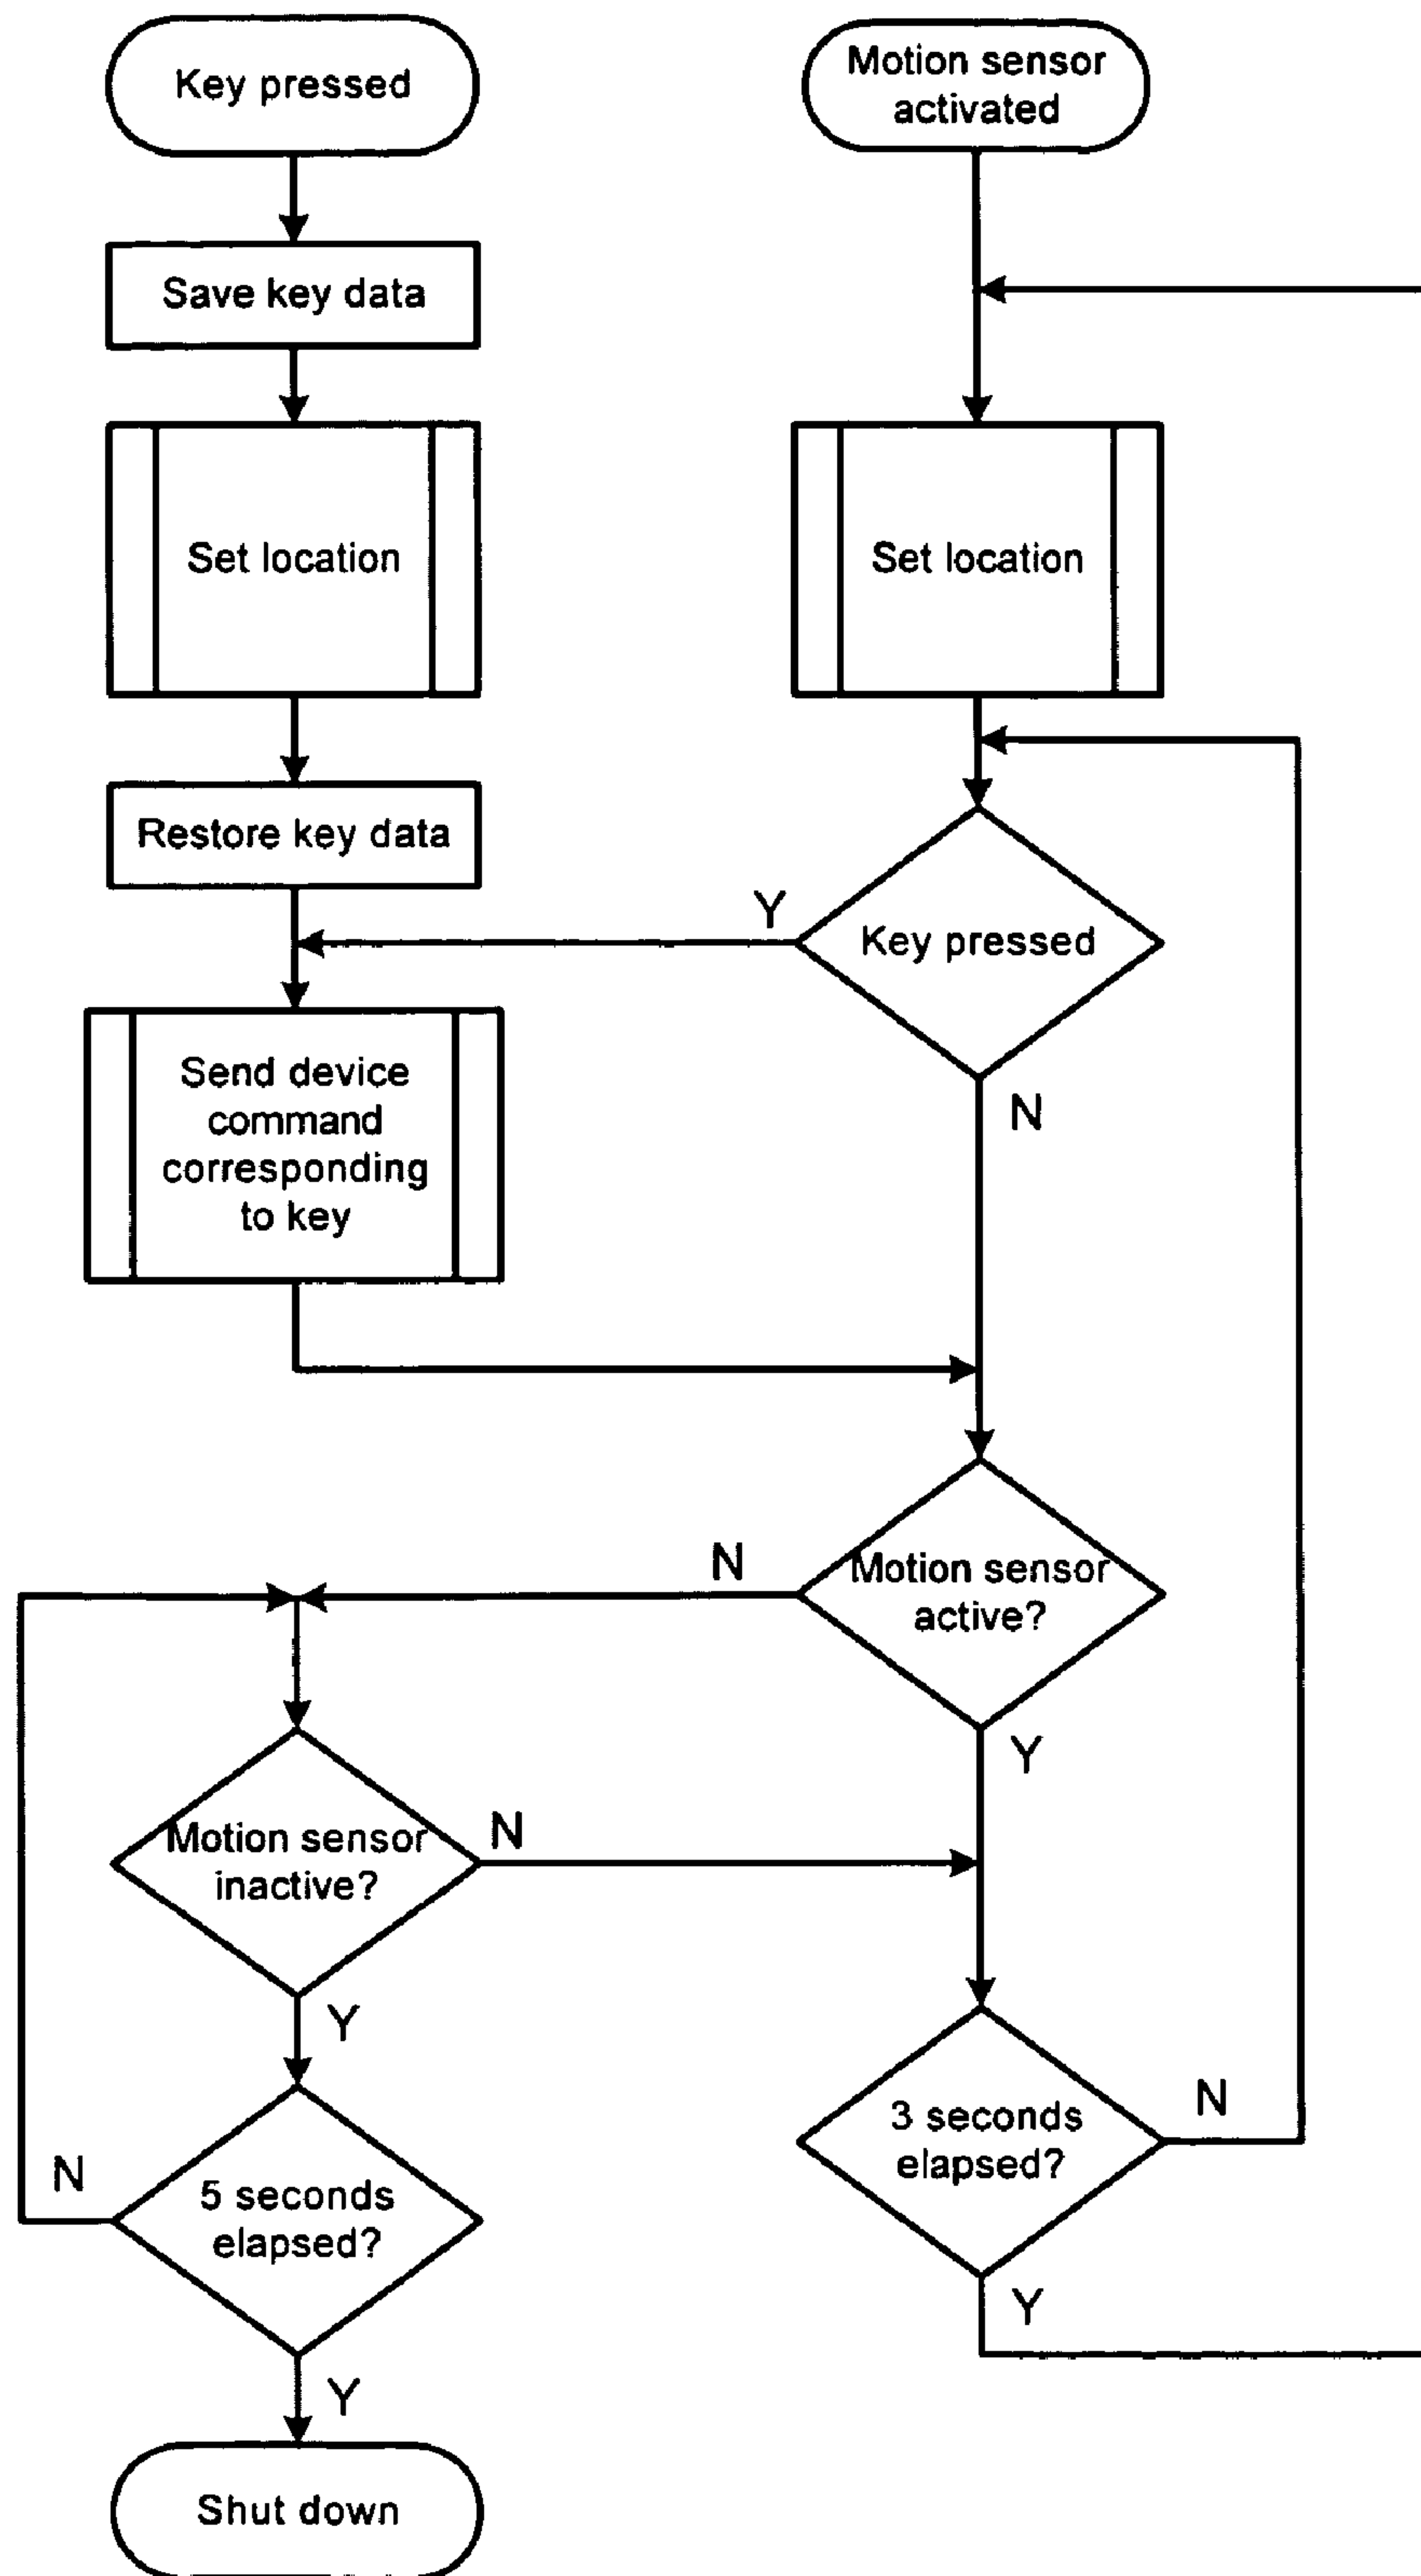 Key pressed
Save key data
Set location
Restore key data
Send device
command
corresponding
to key
Motion sensor
activated
Set location
Y
Key pressed
N
N
Motion sensor
active?
Y
Motion sensor
inactive?
N
Y
N
5 seconds
elapsed?
Y
3 seconds
elapsed?
N
Y
Shut down